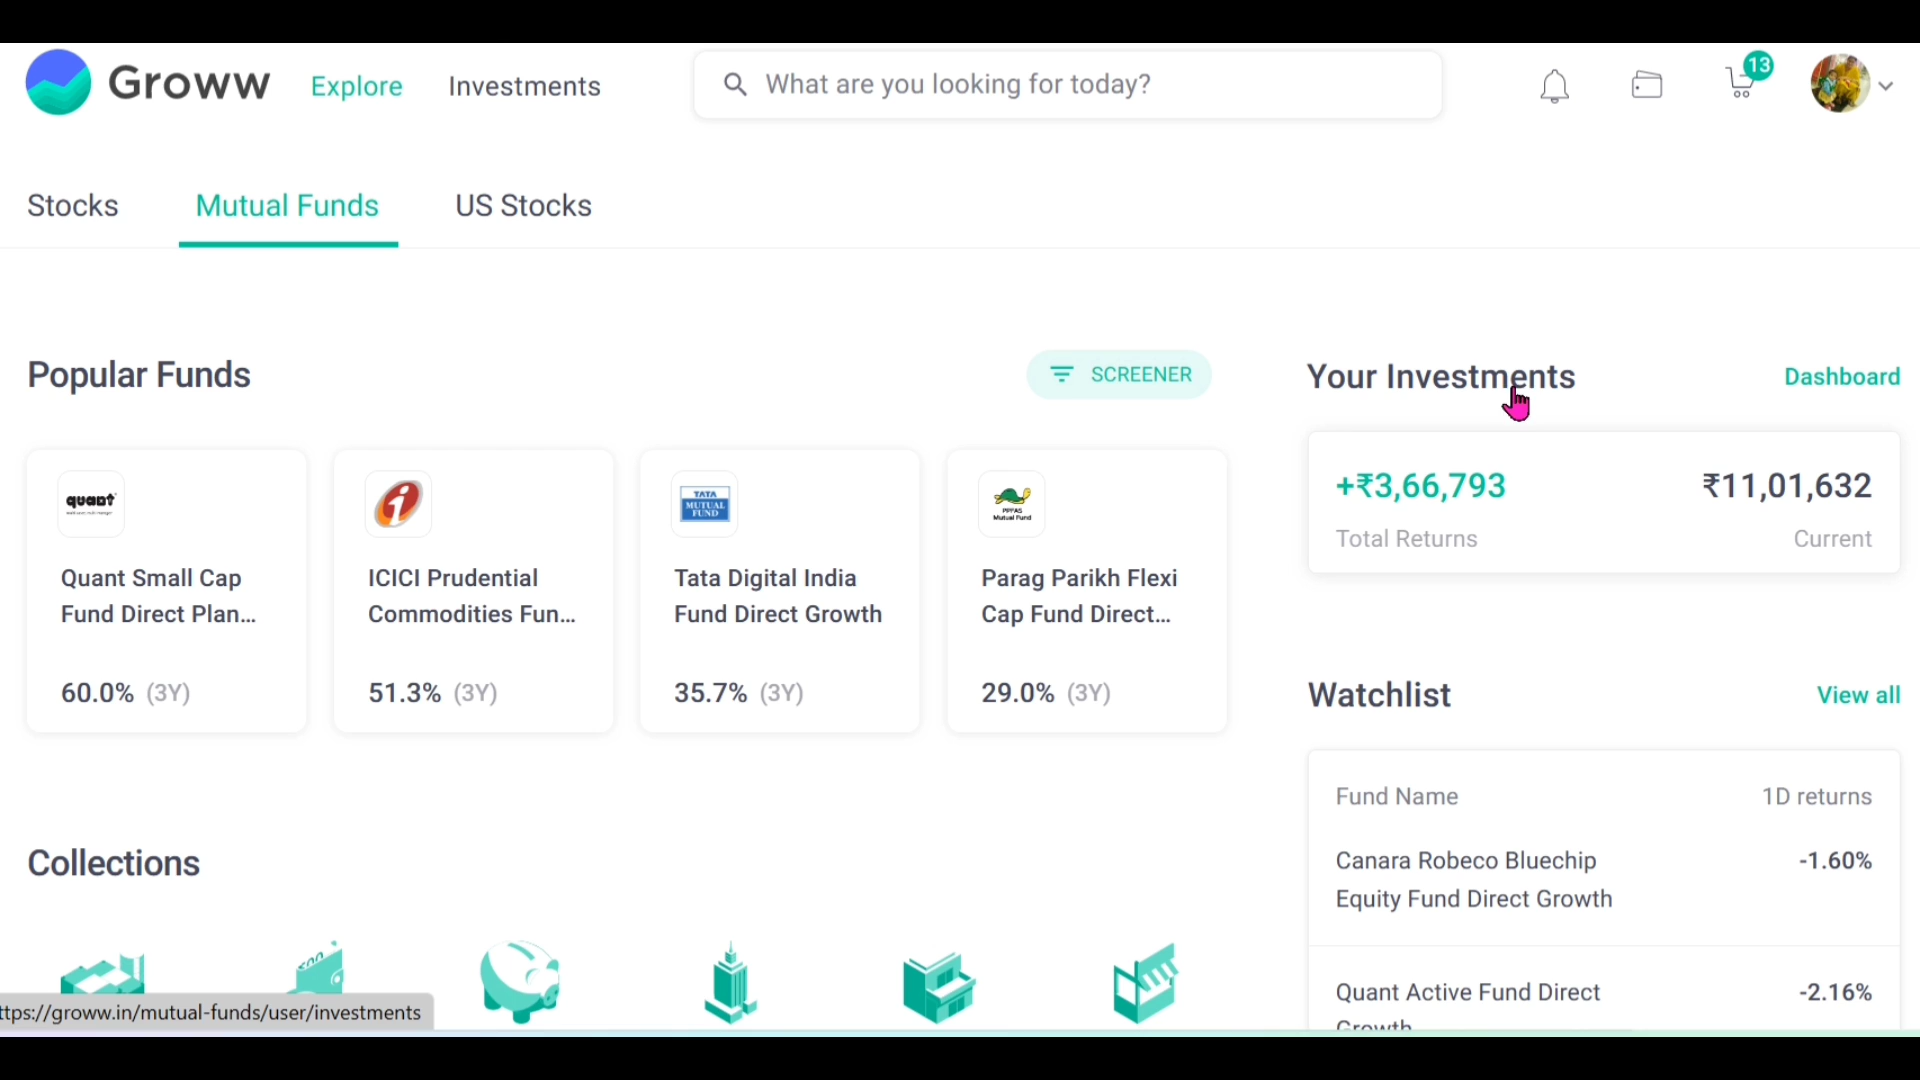 Groww
Explore
Investments
What are you looking for today?
13
Stocks
Mutual Funds
US Stocks
Popular Funds
SCREENER
quant
Quant Small Cap
Fund Direct Plan...
60.0% (3Y)
ICICI Prudential
Commodities Fun...
51.3% (3Y)
TATA
MUTUAL
FUND
Tata Digital India
Fund Direct Growth
35.7% (3Y)
PPFAS
Mutual Fund
Parag Parikh Flexi
Cap Fund Direct...
29.0% (3Y)
Collections
ttps://groww.in/mutual-funds/user/investments
Your Investments
Dashboard
+₹3,66,793
₹11,01,632
Total Returns
Current
Watchlist
View all
Fund Name
1D returns
Canara Robeco Bluechip
Equity Fund Direct Growth
-1.60%
Quant Active Fund Direct
Growth
-2.16%